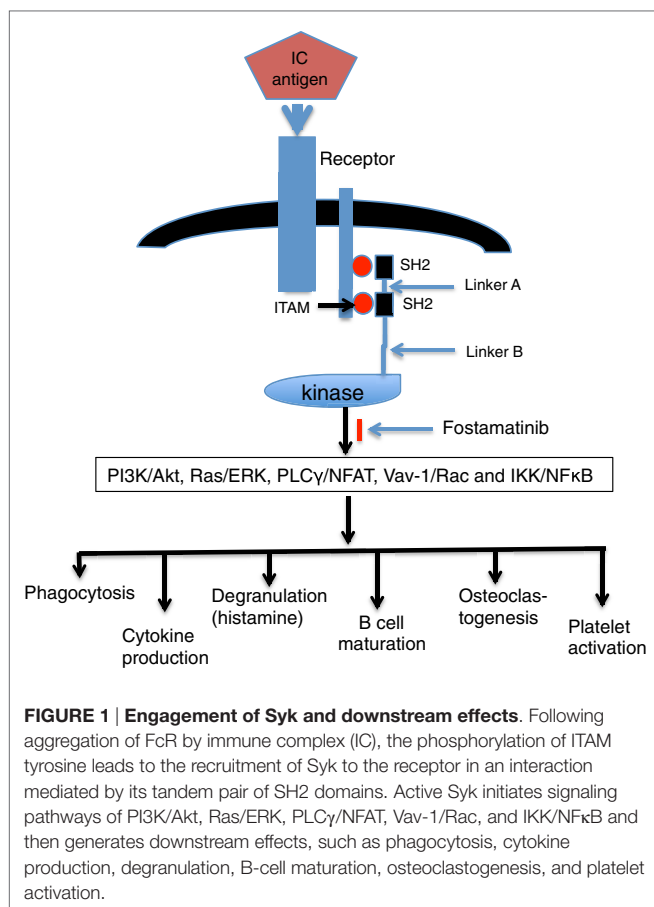 IC
antigen
Receptor
SH2
Linker A
ITAM
SH2
Linker B
kinase
Fostamatinib
PI3K/Akt, Ras/ERK, PLCγ/NFAT, Vav-1/Rac and IKK/NFκB
Phagocytosis
Cytokine
production
Degranulation
(histamine)
B cell
maturation
Osteoclas-
togenesis
Platelet
activation
FIGURE 1 | Engagement of Syk and downstream effects. Following
aggregation of FcR by immune complex (IC), the phosphorylation of ITAM
tyrosine leads to the recruitment of Syk to the receptor in an interaction
mediated by its tandem pair of SH2 domains. Active Syk initiates signaling
pathways of PI3K/Akt, Ras/ERK, PLCγ/NFAT, Vav-1/Rac, and IKK/NFκB and
then generates downstream effects, such as phagocytosis, cytokine
production, degranulation, B-cell maturation, osteoclastogenesis, and platelet
activation.